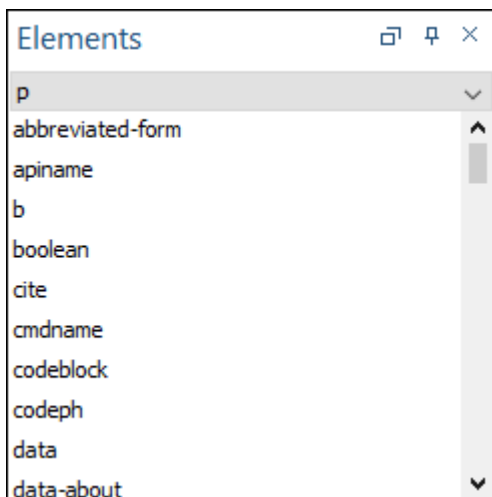 Elements
p
abbreviated-form
apiname
b
boolean
cite
cmdname
codeblock
codeph
data
data-about